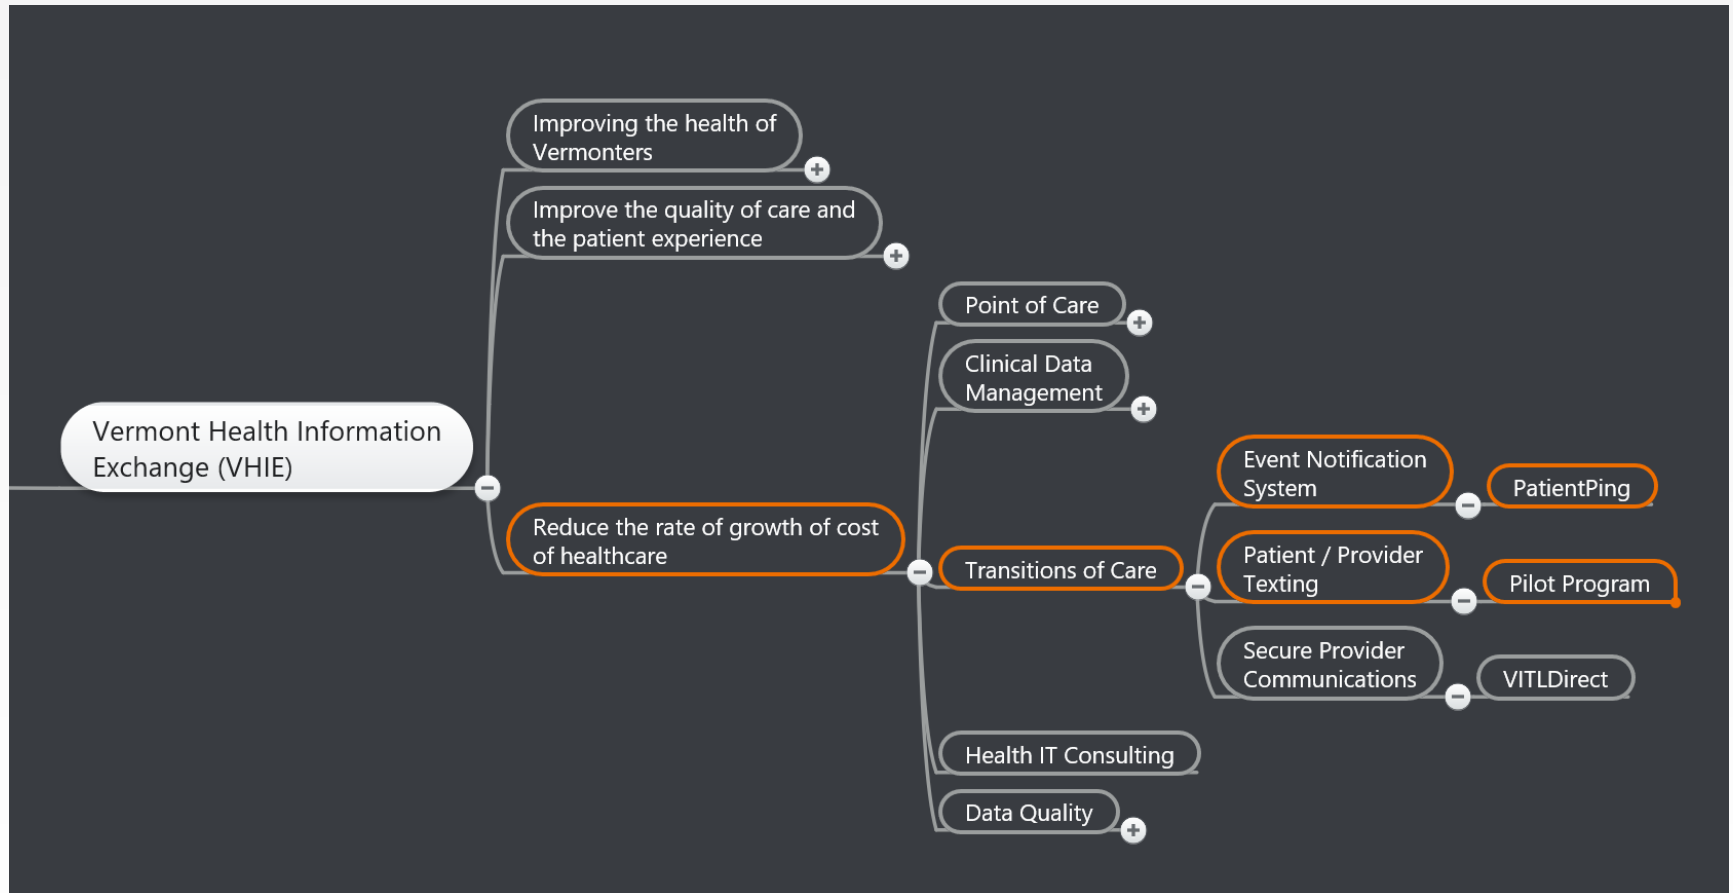 Improving the health of
Vermonters
Improve the quality of care and
the patient experience
Point of Care
Clinical Data
Management
Vermont Health Information
Exchange (VHIE)
Event Notification
System
PatientPing
Reduce the rate of growth of cost
of healthcare
Transitions of Care
Patient / Provider
Texting
Pilot Program
Secure Provider
Communications
VITLDirect
Health IT Consulting
Data Quality